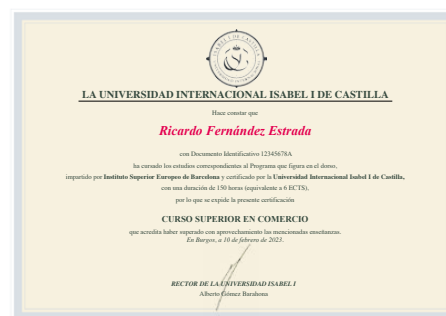 ISABEL I DE CASTILLA
LA UNIVERSIDAD INTERNACIONAL ISABEL I DE CASTILLA
Hace constar que
Ricardo Fernández Estrada
con Documento Identificativo 12345678A
ha cursado los estudios correspondientes al Programa que figura en el dorso,
impartido por Instituto Superior Europeo de Barcelona y certificado por la Universidad Internacional Isabel I de Castilla,
con una duración de 150 horas (equivalente a 6 ECTS),
por lo que se expide la presente certificación
CURSO SUPERIOR EN COMERCIO
que acredita haber superado con aprovechamiento las mencionadas enseñanzas.
En Burgos, a 10 de febrero de 2023.
RECTOR DE LA UNIVERSIDAD ISABEL I
Alberto Gómez Barahona